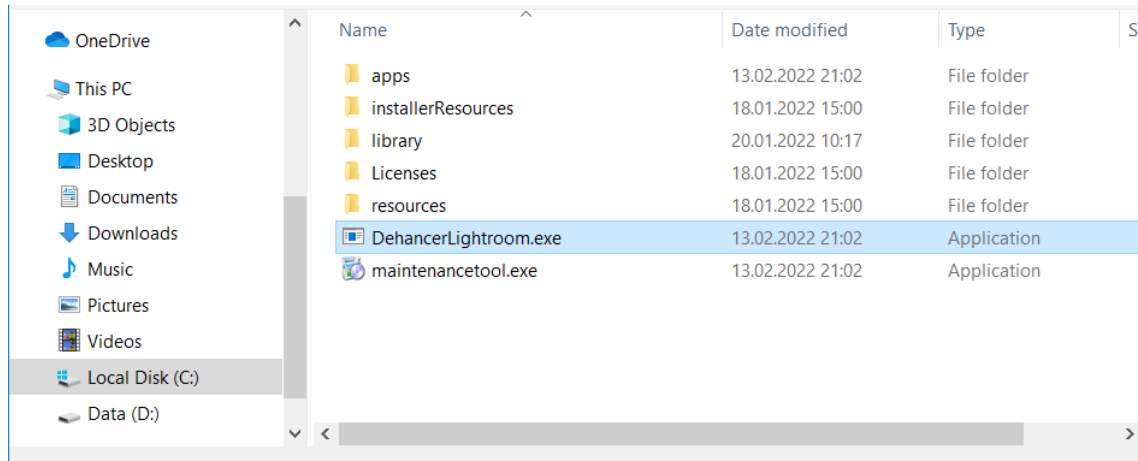 OneDrive
This PC
3D Objects
Desktop
Documents
Downloads
Music
Pictures
Videos
Local Disk (C:)
Data (D:)
Name Date modified Type S
apps 13.02.2022 21:02 File folder
installerResources 18.01.2022 15:00 File folder
library 20.01.2022 10:17 File folder
Licenses 18.01.2022 15:00 File folder
resources 18.01.2022 15:00 File folder
DehancerLightroom.exe 13.02.2022 21:02 Application
maintenancetool.exe 13.02.2022 21:02 Application